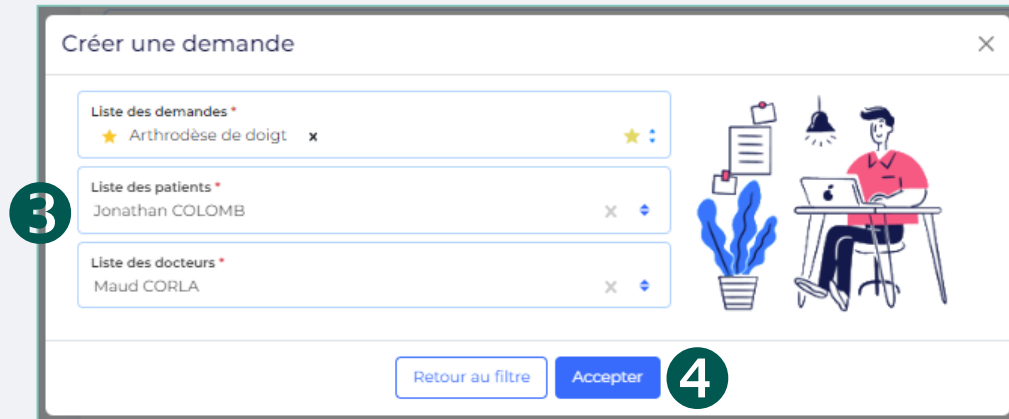 Créer une demande
Liste des demandes *
Arthrodèse de doigt x
3
Liste des patients *
Jonathan COLOMB
Liste des docteurs *
Maud CORLA
Retour au filtre
Accepter
4